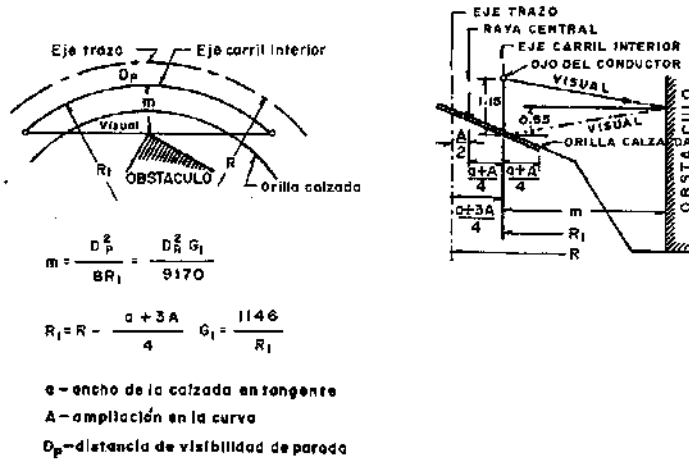 Eje trazo
Eje carril interior
Dp
m
Visual
R1
R
OBSTACULO
Orilla calzada
m = Dp² / 8R1 = Dp² G1 / 9170
R1 = R - a + 3A / 4 G1 = 1146 / R1
a - ancho de la calzada en tangente
A - ampliación en la curva
Dp - distancia de visibilidad de parada
EJE TRAZO
RAYA CENTRAL
EJE CARRIL INTERIOR
OJO DEL CONDUCTOR
VISUAL
1.15
VISUAL
ORILLA CALZADA
OBSTACULO
A / 2
a+A / 4
a+A / 4
a+3A / 4
m
R1
R